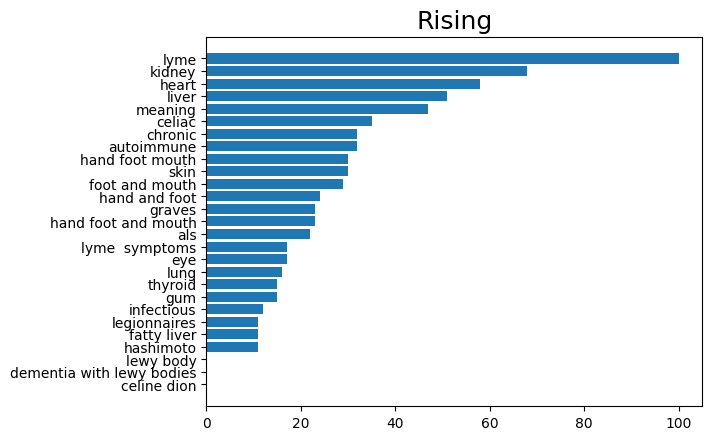 Rising
lyme
kidney
heart
liver
meaning
celiac
chronic
autoimmune
hand foot mouth
skin
foot and mouth
hand and foot
graves
hand foot and mouth
als
lyme  symptoms
eye
lung
thyroid
gum
infectious
legionnaires
fatty liver
hashimoto
lewy body
dementia with lewy bodies
celine dion
0 20 40 60 80 100